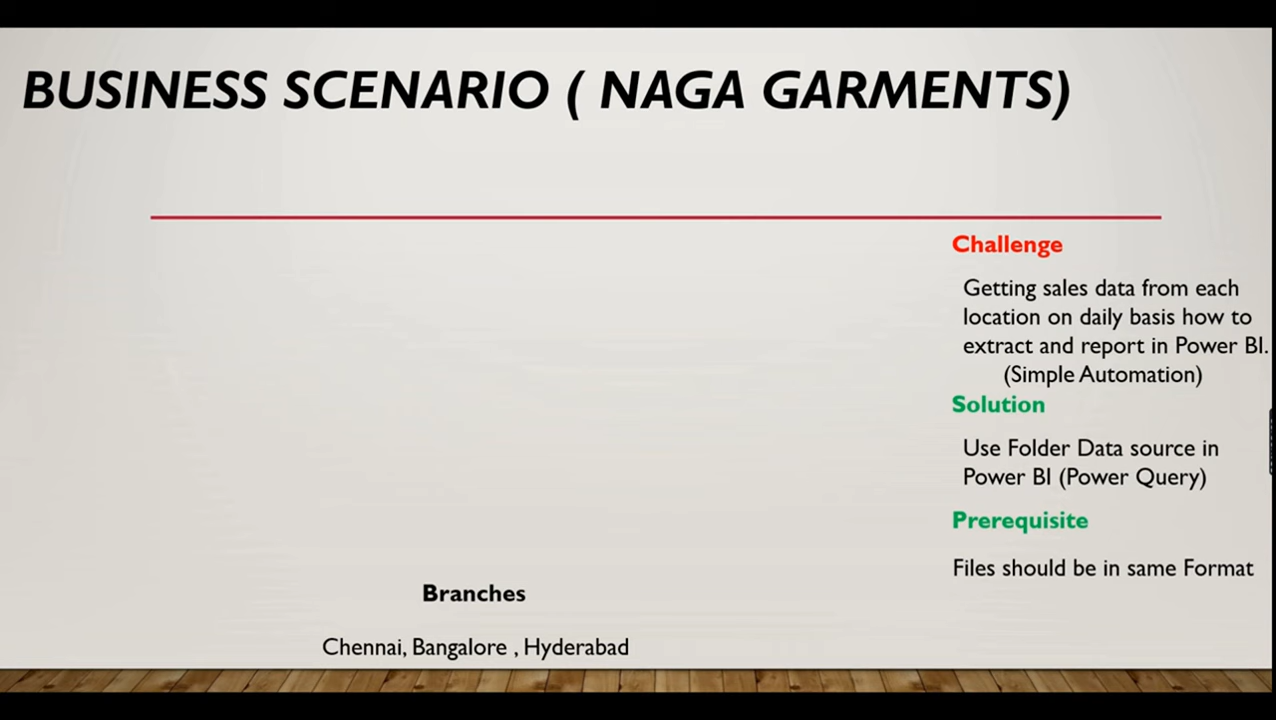 BUSINESS SCENARIO ( NAGA GARMENTS)
Challenge
Getting sales data from each
location on daily basis how to
extract and report in Power BI.
(Simple Automation)
Solution
Use Folder Data source in
Power BI (Power Query)
Prerequisite
Files should be in same Format
Branches
Chennai, Bangalore , Hyderabad